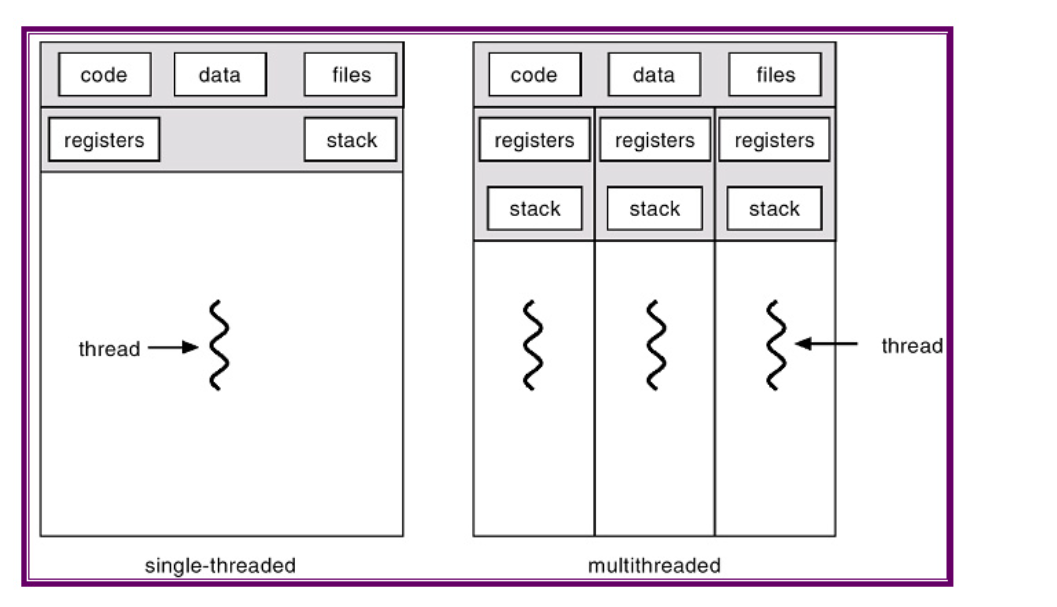 code data files code data files
registers stack registers registers registers
stack stack stack
thread thread
single-threaded multithreaded